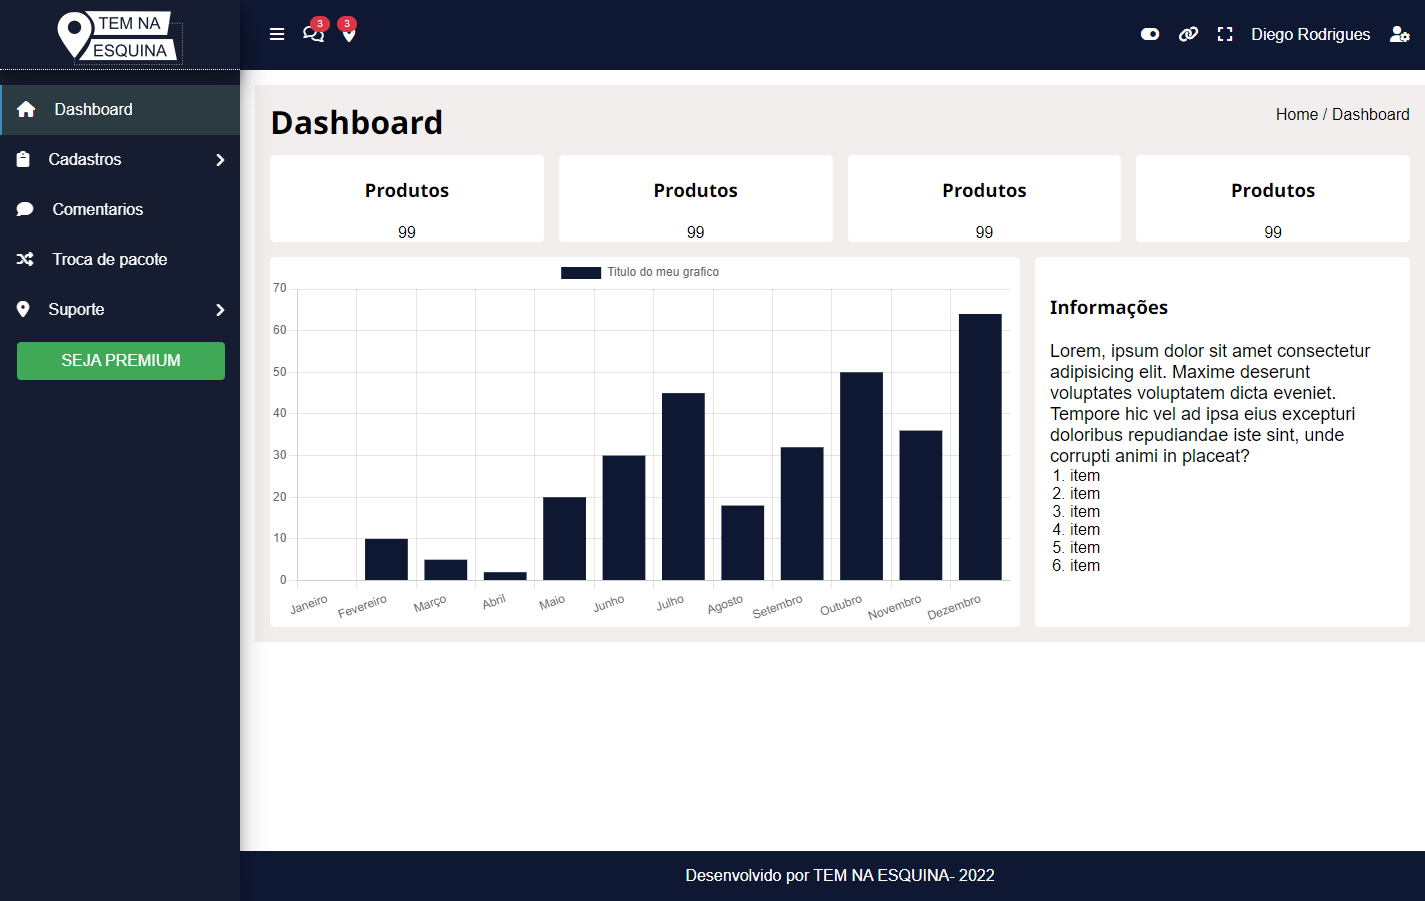 TEM NA
ESQUINA
3
3
Diego Rodrigues
Dashboard
Cadastros
Comentarios
Troca de pacote
Suporte
SEJA PREMIUM
Dashboard
Home / Dashboard
Produtos
99
Produtos
99
Produtos
99
Produtos
99
Titulo do meu grafico
70
60
50
40
30
20
10
0
Janeiro
Fevereiro
Março
Abril
Maio
Junho
Julho
Agosto
Setembro
Outubro
Novembro
Dezembro
Informações
Lorem, ipsum dolor sit amet consectetur
adipisicing elit. Maxime deserunt
voluptates voluptatem dicta eveniet.
Tempore hic vel ad ipsa eius excepturi
doloribus repudiandae iste sint, unde
corrupti animi in placeat?
1. item
2. item
3. item
4. item
5. item
6. item
Desenvolvido por TEM NA ESQUINA- 2022